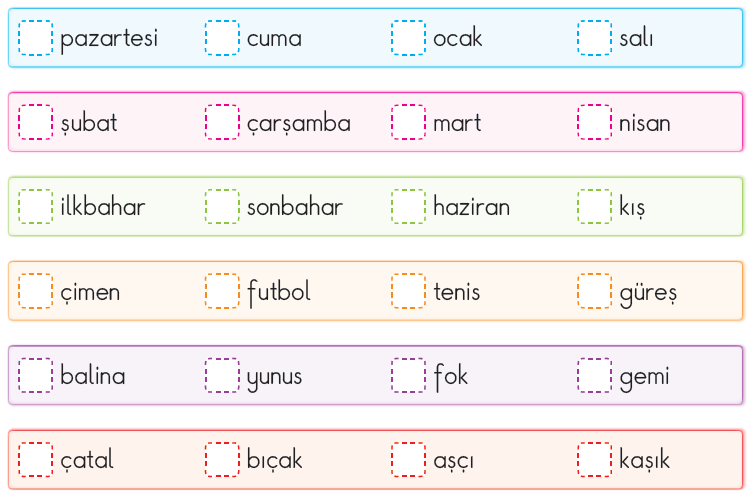 pazartesi cuma ocak salı
şubat çarşamba mart nisan
ilkbahar sonbahar haziran kış
çimen futbol tenis güreş
balina yunus fok gemi
çatal bıçak aşçı kaşık